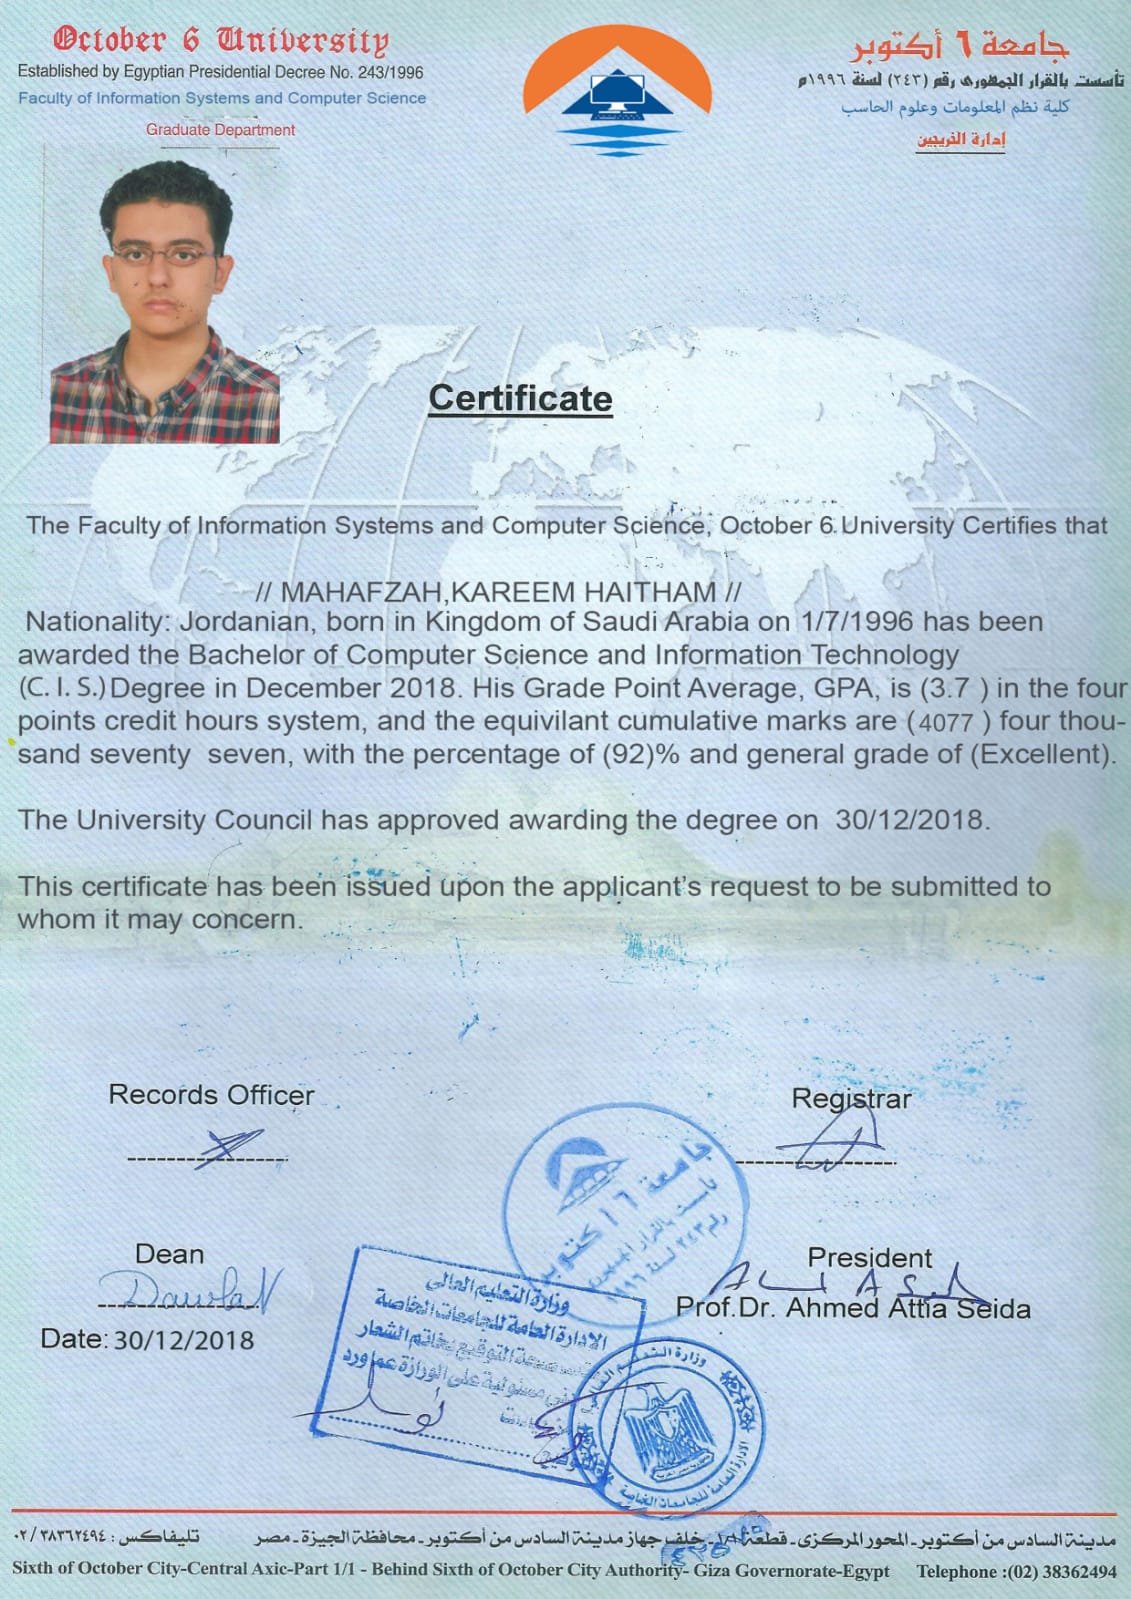 October 6 University
Established by Egyptian Presidential Decree No. 243/1996
Faculty of Information Systems and Computer Science
Graduate Department
جامعة ٦ أكتوبر
تأسست بالقرار الجمهورى رقم (٢٤٣) لسنة ١٩٩٦م
كلية نظم المعلومات وعلوم الحاسب
إدارة الخريجين
Certificate
The Faculty of Information Systems and Computer Science, October 6 University Certifies that
// MAHAFZAH,KAREEM HAITHAM //
Nationality: Jordanian, born in Kingdom of Saudi Arabia on 1/7/1996 has been
awarded the Bachelor of Computer Science and Information Technology
(C. I. S.) Degree in December 2018. His Grade Point Average, GPA, is (3.7 ) in the four
points credit hours system, and the equivilant cumulative marks are (4077 ) four thou-
sand seventy seven, with the percentage of (92)% and general grade of (Excellent).
The University Council has approved awarding the degree on 30/12/2018.
This certificate has been issued upon the applicant's request to be submitted to
whom it may concern.
Records Officer
Registrar
جامعة ٦ اكتوبر
تأسست بالقرار الجمهورى
رقم ٢٤٣ لسنة ١٩٩٦
Dean
President
Prof.Dr. Ahmed Attia Seida
Date: 30/12/2018
وزارة التعليم العالى
الادارة العامة للجامعات الخاصة
صحة التوقيع بخاتم الشعار
مسئولية على الوزارة عما ورد
وزارة التعليم العالى
الادارة العامة للجامعات الخاصة
مدينة السادس من أكتوبر - المحور المركزى - قطعة ١/١ - خلف جهاز مدينة السادس من أكتوبر - محافظة الجيزة - مصر تليفاكس : ٣٨٣٦٢٤٩٤ / ٠٢
Sixth of October City-Central Axic-Part 1/1 - Behind Sixth of October City Authority- Giza Governorate-Egypt Telephone :(02) 38362494